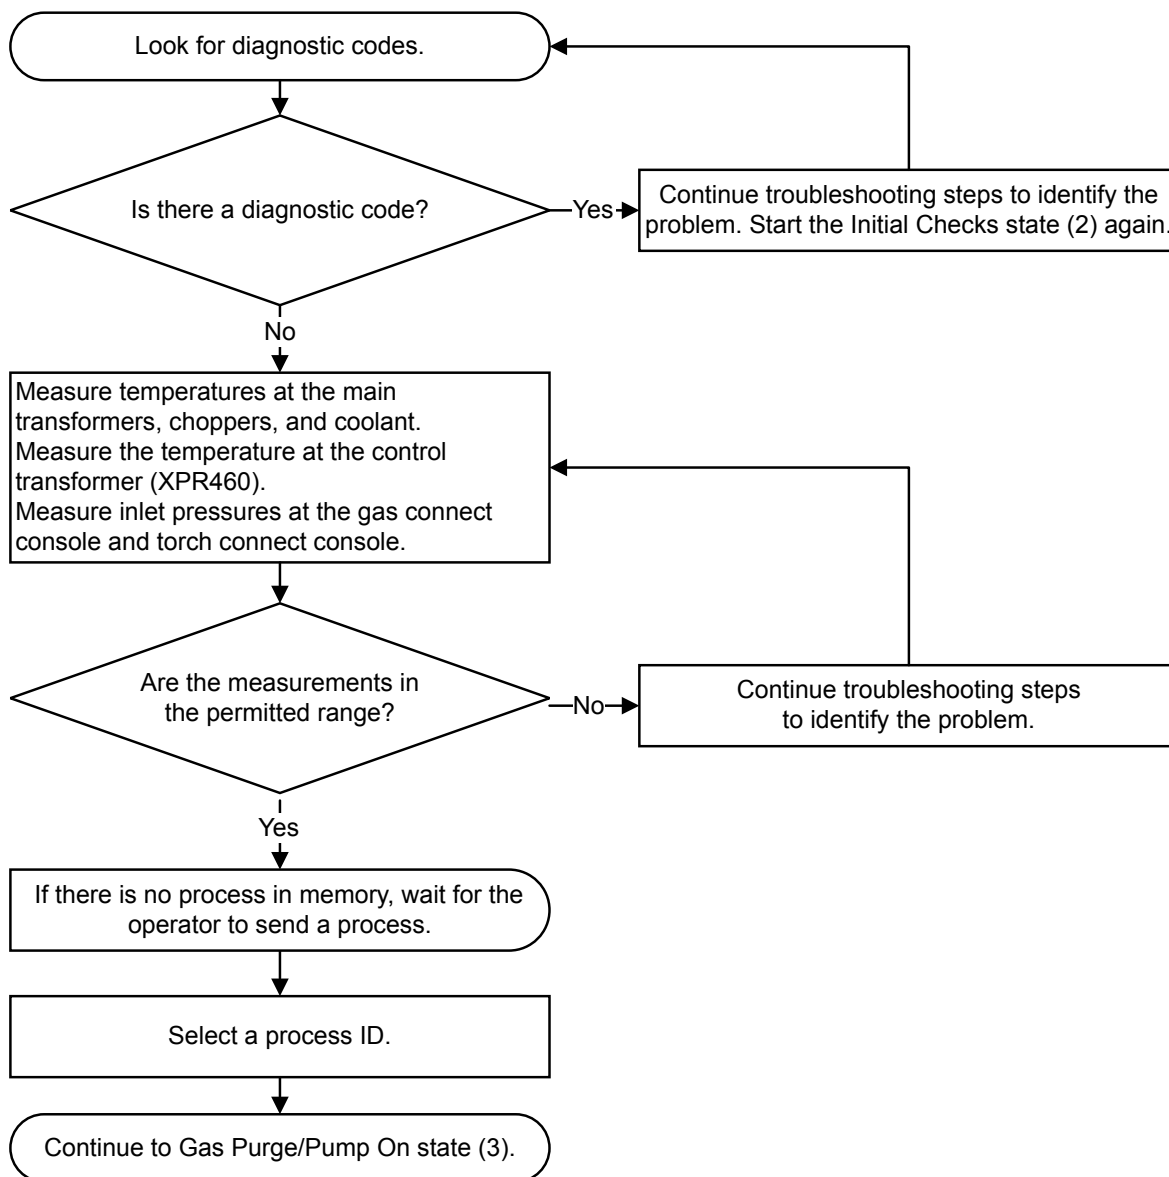 Look for diagnostic codes.
Is there a diagnostic code?
Yes
Continue troubleshooting steps to identify the
problem. Start the Initial Checks state (2) again.
No
Measure temperatures at the main
transformers, choppers, and coolant.
Measure the temperature at the control
transformer (XPR460).
Measure inlet pressures at the gas connect
console and torch connect console.
Are the measurements in
the permitted range?
No
Continue troubleshooting steps
to identify the problem.
Yes
If there is no process in memory, wait for the
operator to send a process.
Select a process ID.
Continue to Gas Purge/Pump On state (3).